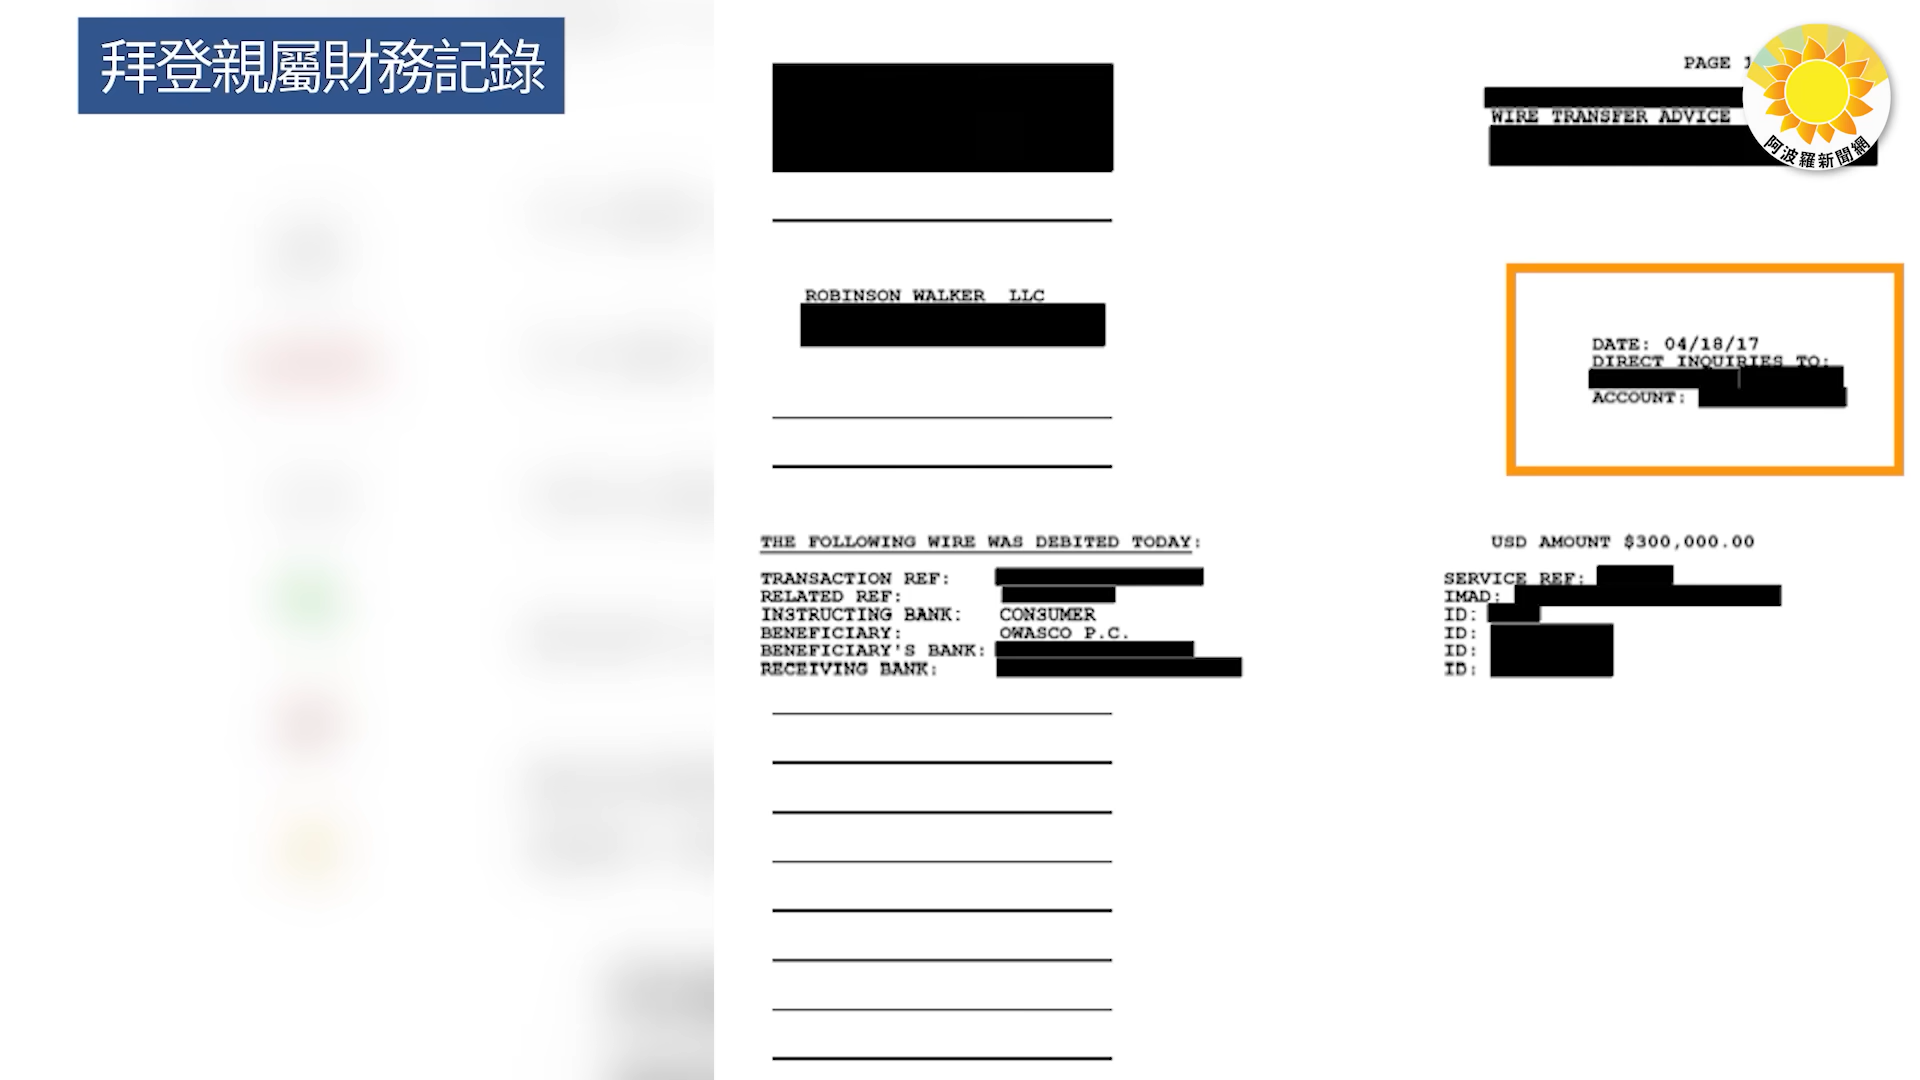 拜登親屬財務記錄
PAGE 1
WIRE TRANSFER ADVICE
阿波羅新聞網
ROBINSON WALKER LLC
DATE: 04/18/17
DIRECT INQUIRIES TO:
ACCOUNT:
THE FOLLOWING WIRE WAS DEBITED TODAY: USD AMOUNT $300,000.00
TRANSACTION REF: SERVICE REF:
RELATED REF: IMAD:
INSTRUCTING BANK: CONSUMER ID:
BENEFICIARY: OWASCO P.C. ID:
BENEFICIARY'S BANK: ID:
RECEIVING BANK: ID: